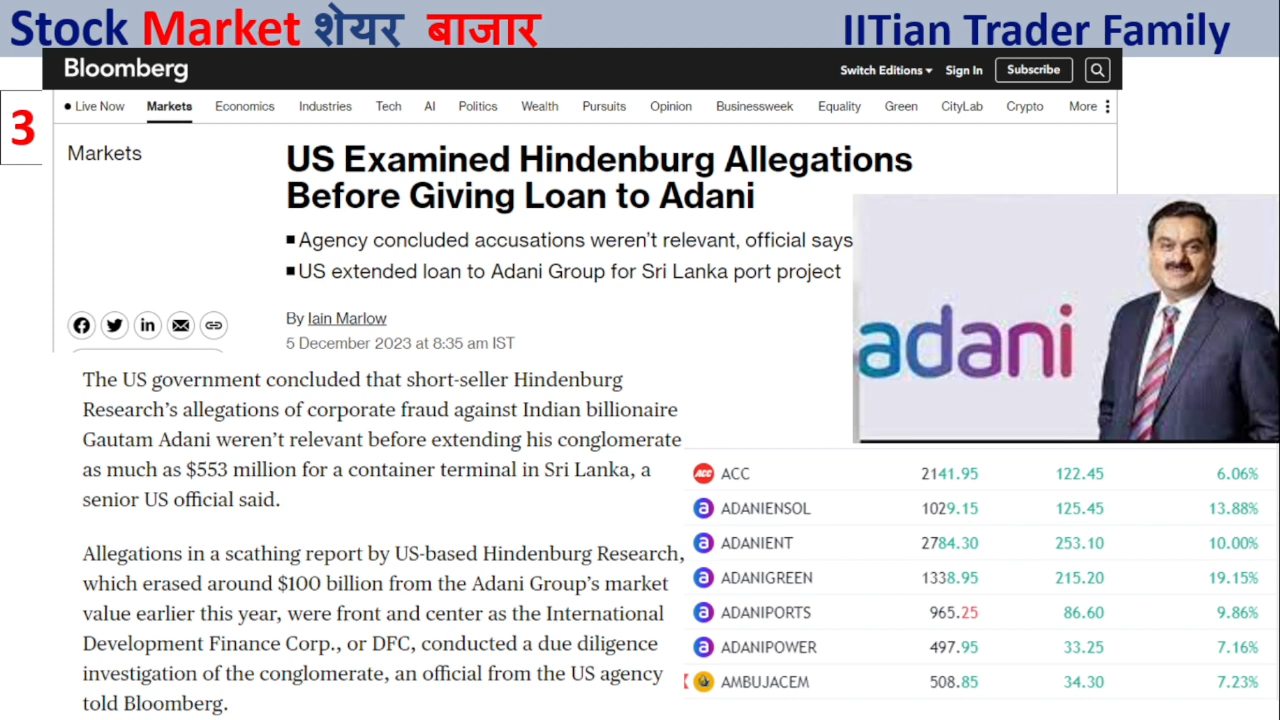 Stock Market शेयर बाजार
IITian Trader Family
Bloomberg
Switch Editions
Sign In
Subscribe
3
Live Now Markets Economics Industries Tech AI Politics Wealth Pursuits Opinion Businessweek Equality Green CityLab Crypto More
Markets
US Examined Hindenburg Allegations
Before Giving Loan to Adani
Agency concluded accusations weren't relevant, official says
US extended loan to Adani Group for Sri Lanka port project
By Iain Marlow
5 December 2023 at 8:35 am IST
adani
The US government concluded that short-seller Hindenburg
Research's allegations of corporate fraud against Indian billionaire
Gautam Adani weren't relevant before extending his conglomerate
as much as $553 million for a container terminal in Sri Lanka, a
senior US official said.
Allegations in a scathing report by US-based Hindenburg Research,
which erased around $100 billion from the Adani Group's market
value earlier this year, were front and center as the International
Development Finance Corp., or DFC, conducted a due diligence
investigation of the conglomerate, an official from the US agency
told Bloomberg.
ACC ACC 2141.95 122.45 6.06%
a ADANIENSOL 1029.15 125.45 13.88%
a ADANIENT 2784.30 253.10 10.00%
a ADANIGREEN 1338.95 215.20 19.15%
a ADANIPORTS 965.25 86.60 9.86%
a ADANIPOWER 497.95 33.25 7.16%
AMBUJACEM 508.85 34.30 7.23%